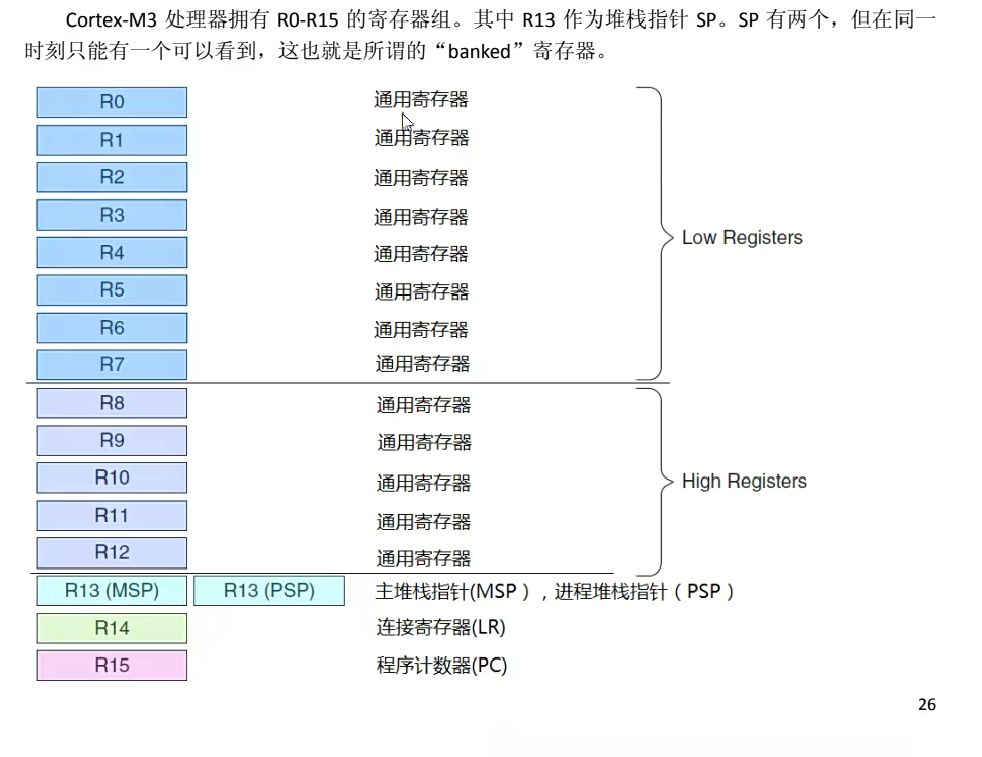 Cortex-M3 处理器拥有 R0-R15 的寄存器组。其中 R13 作为堆栈指针 SP。SP 有两个，但在同一
时刻只能有一个可以看到，这也就是所谓的“banked”寄存器。
R0 通用寄存器
R1 通用寄存器
R2 通用寄存器
R3 通用寄存器
Low Registers
R4 通用寄存器
R5 通用寄存器
R6 通用寄存器
R7 通用寄存器
R8 通用寄存器
R9 通用寄存器
R10 通用寄存器
High Registers
R11 通用寄存器
R12 通用寄存器
R13 (MSP) R13 (PSP) 主堆栈指针(MSP），进程堆栈指针（PSP）
R14 连接寄存器(LR)
R15 程序计数器(PC)
26